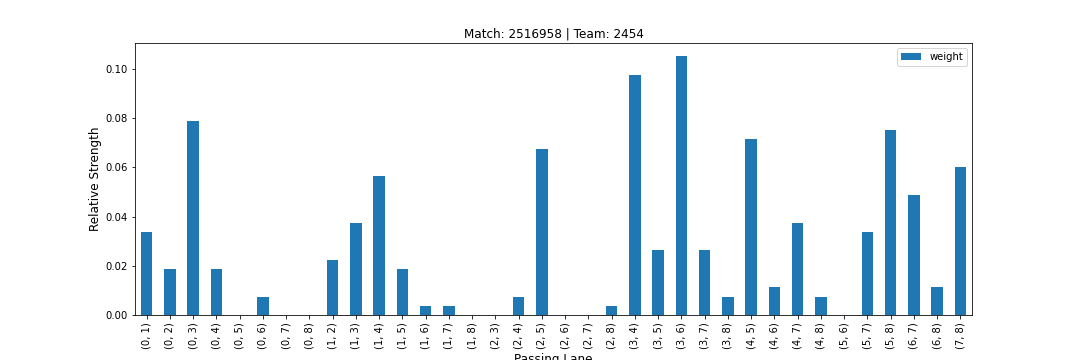 Match: 2516958 | Team: 2454
weight
Relative Strength
0.10
0.08
0.06
0.04
0.02
0.00
(0, 1) (0, 2) (0, 3) (0, 4) (0, 5) (0, 6) (0, 7) (0, 8) (1, 2) (1, 3) (1, 4) (1, 5) (1, 6) (1, 7) (1, 8) (2, 3) (2, 4) (2, 5) (2, 6) (2, 7) (2, 8) (3, 4) (3, 5) (3, 6) (3, 7) (3, 8) (4, 5) (4, 6) (4, 7) (4, 8) (5, 6) (5, 7) (5, 8) (6, 7) (6, 8) (7, 8)
Passing Lane